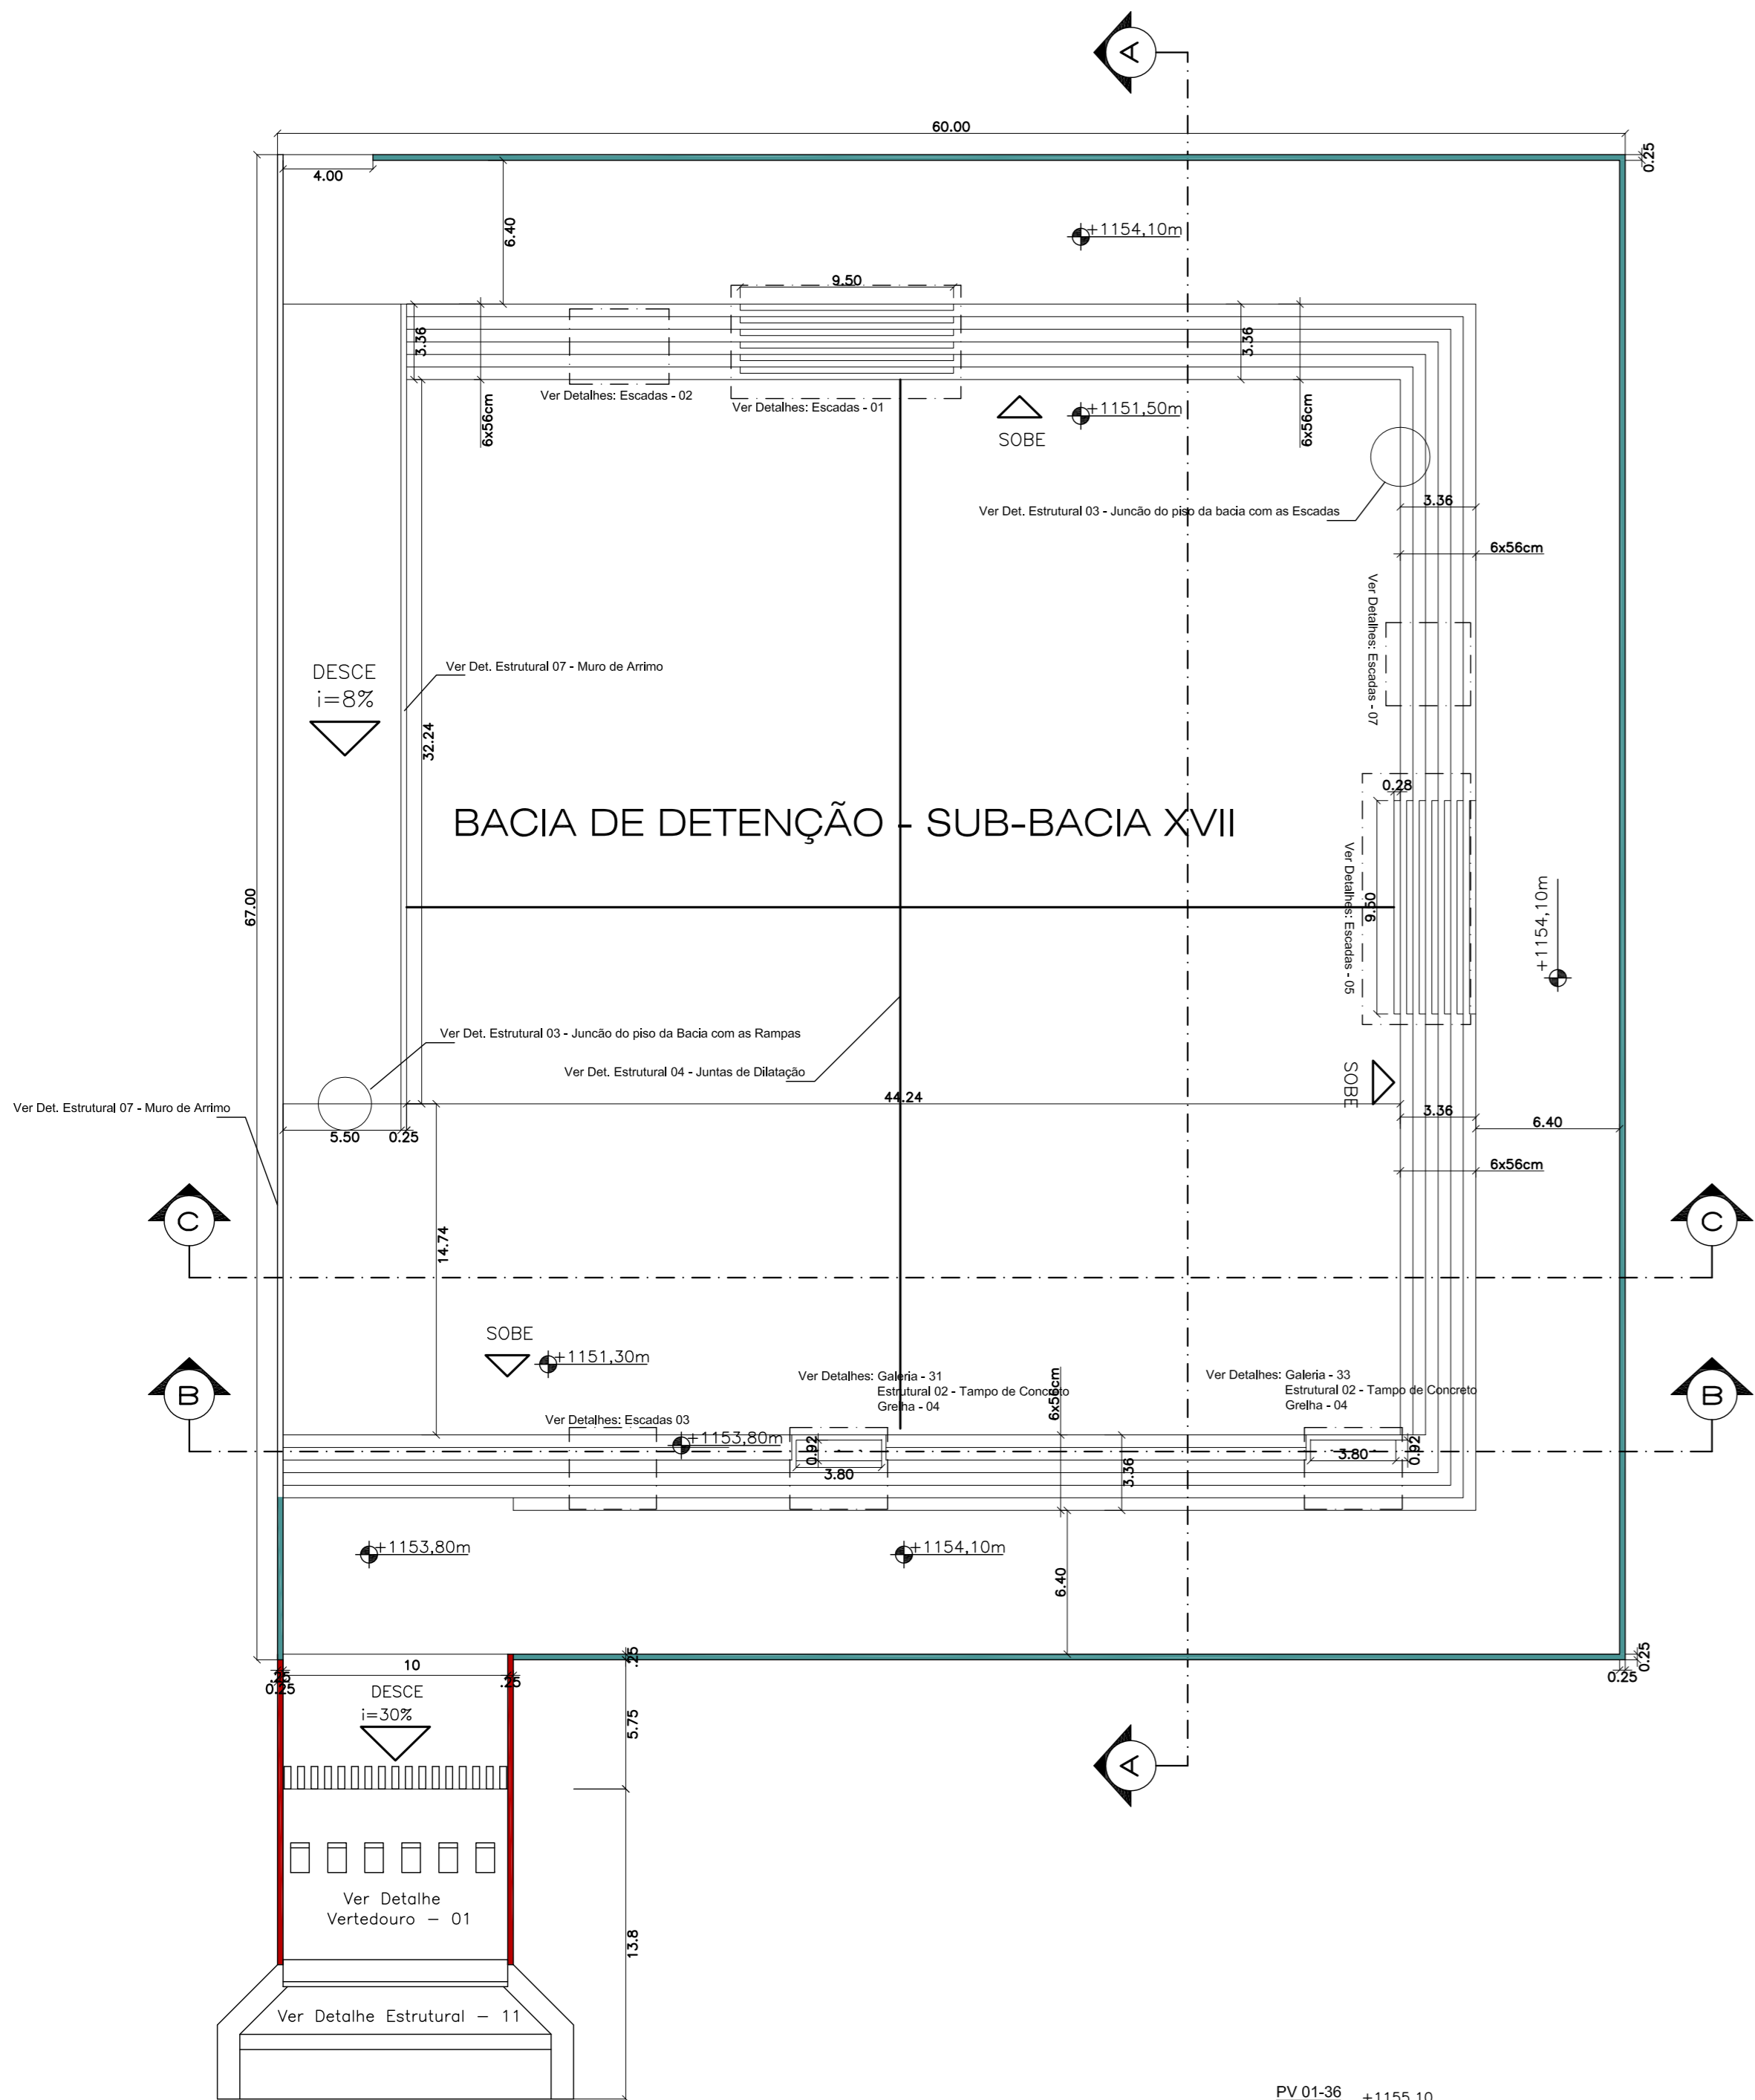 A
60.00
4.00
0.25
6.40
+1154,10m
9.50
3.36
3.36
Ver Detalhes: Escadas - 02
Ver Detalhes: Escadas - 01
+1151,50m
6x56cm
SOBE
6x56cm
3.36
Ver Det. Estrutural 03 - Juncão do piso da bacia com as Escadas
6x56cm
Ver Detalhes: Escadas - 07
DESCE
i=8%
Ver Det. Estrutural 07 - Muro de Arrimo
32.24
0.28
BACIA DE DETENÇÃO - SUB-BACIA XVII
67.00
9.50
Ver Detalhes: Escadas - 05
+1154,10m
Ver Det. Estrutural 03 - Juncão do piso da Bacia com as Rampas
Ver Det. Estrutural 04 - Juntas de Dilatação
SOBE
44.24
Ver Det. Estrutural 07 - Muro de Arrimo
3.36
6.40
5.50
0.25
6x56cm
C
C
14.74
SOBE
+1151,30m
Ver Detalhes: Galeria - 31
Estrutural 02 - Tampo de Concreto
Grelha - 04
6x56cm
Ver Detalhes: Galeria - 33
Estrutural 02 - Tampo de Concreto
Grelha - 04
B
B
Ver Detalhes: Escadas 03
+1153,80m
0.92
3.80
3.36
3.80
0.92
+1153,80m
+1154,10m
6.40
10
.25
0.25
.25
.25
0.25
0.25
DESCE
i=30%
5.75
A
Ver Detalhe
Vertedouro - 01
13.8
Ver Detalhe Estrutural - 11
PV 01-36
+1155,10